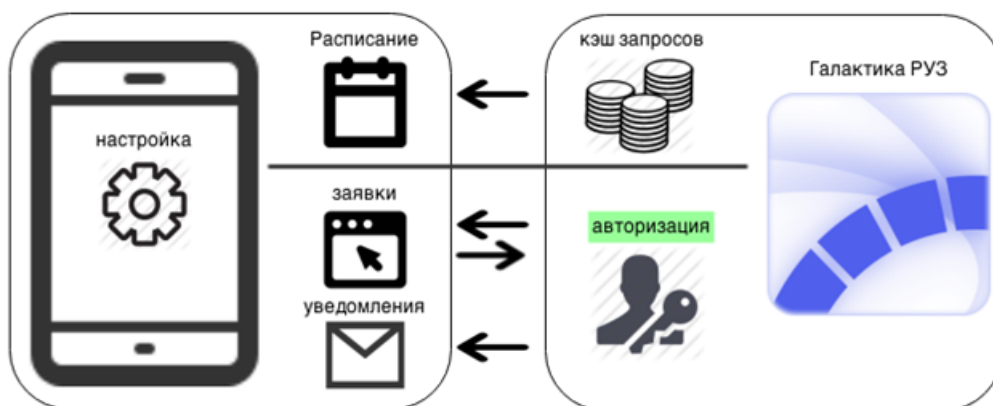 Расписание
кэш запросов
Галактика РУЗ
настройка
заявки
авторизация
уведомления